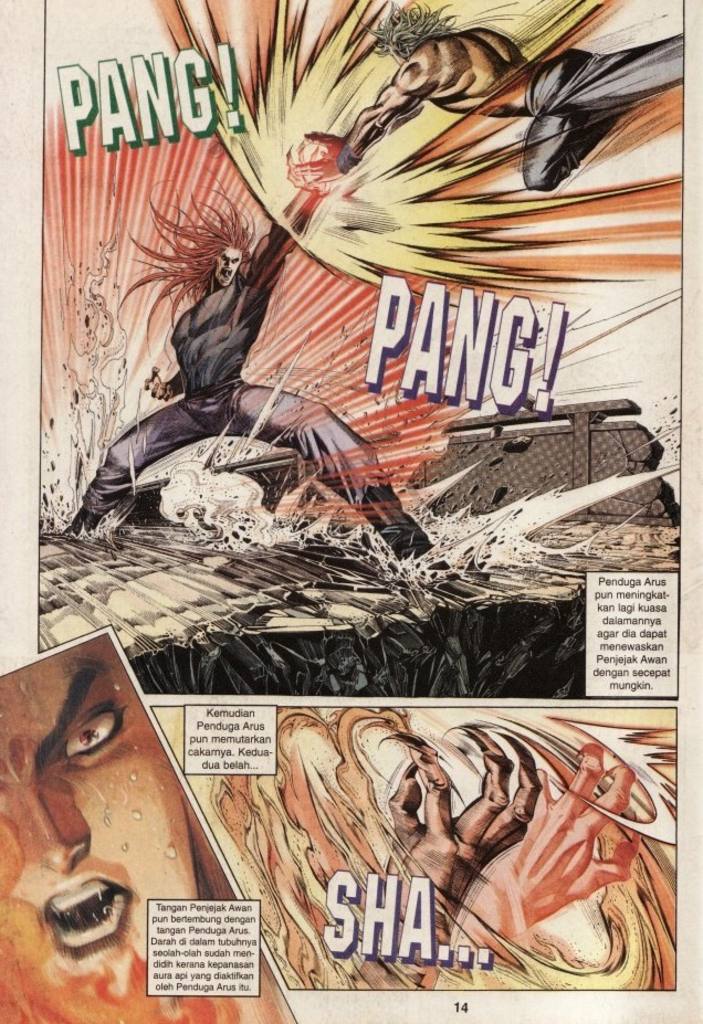 PANG!
PANG!
Penduga Arus
pun meningkat-
kan lagi kuasa
dalamannya
agar dia dapat
menewaskan
Penjejak Awan
dengan secepat
mungkin.
Kemudian
Penduga Arus
pun memutarkan
cakarnya. Kedua-
dua belah...
SHA...
Tangan Penjejak Awan
pun bertembung dengan
tangan Penduga Arus.
Darah di dalam tubuhnya
seolah-olah sudah men-
didih kerana kepanasan
aura api yang diaktifkan
oleh Penduga Arus itu.
14